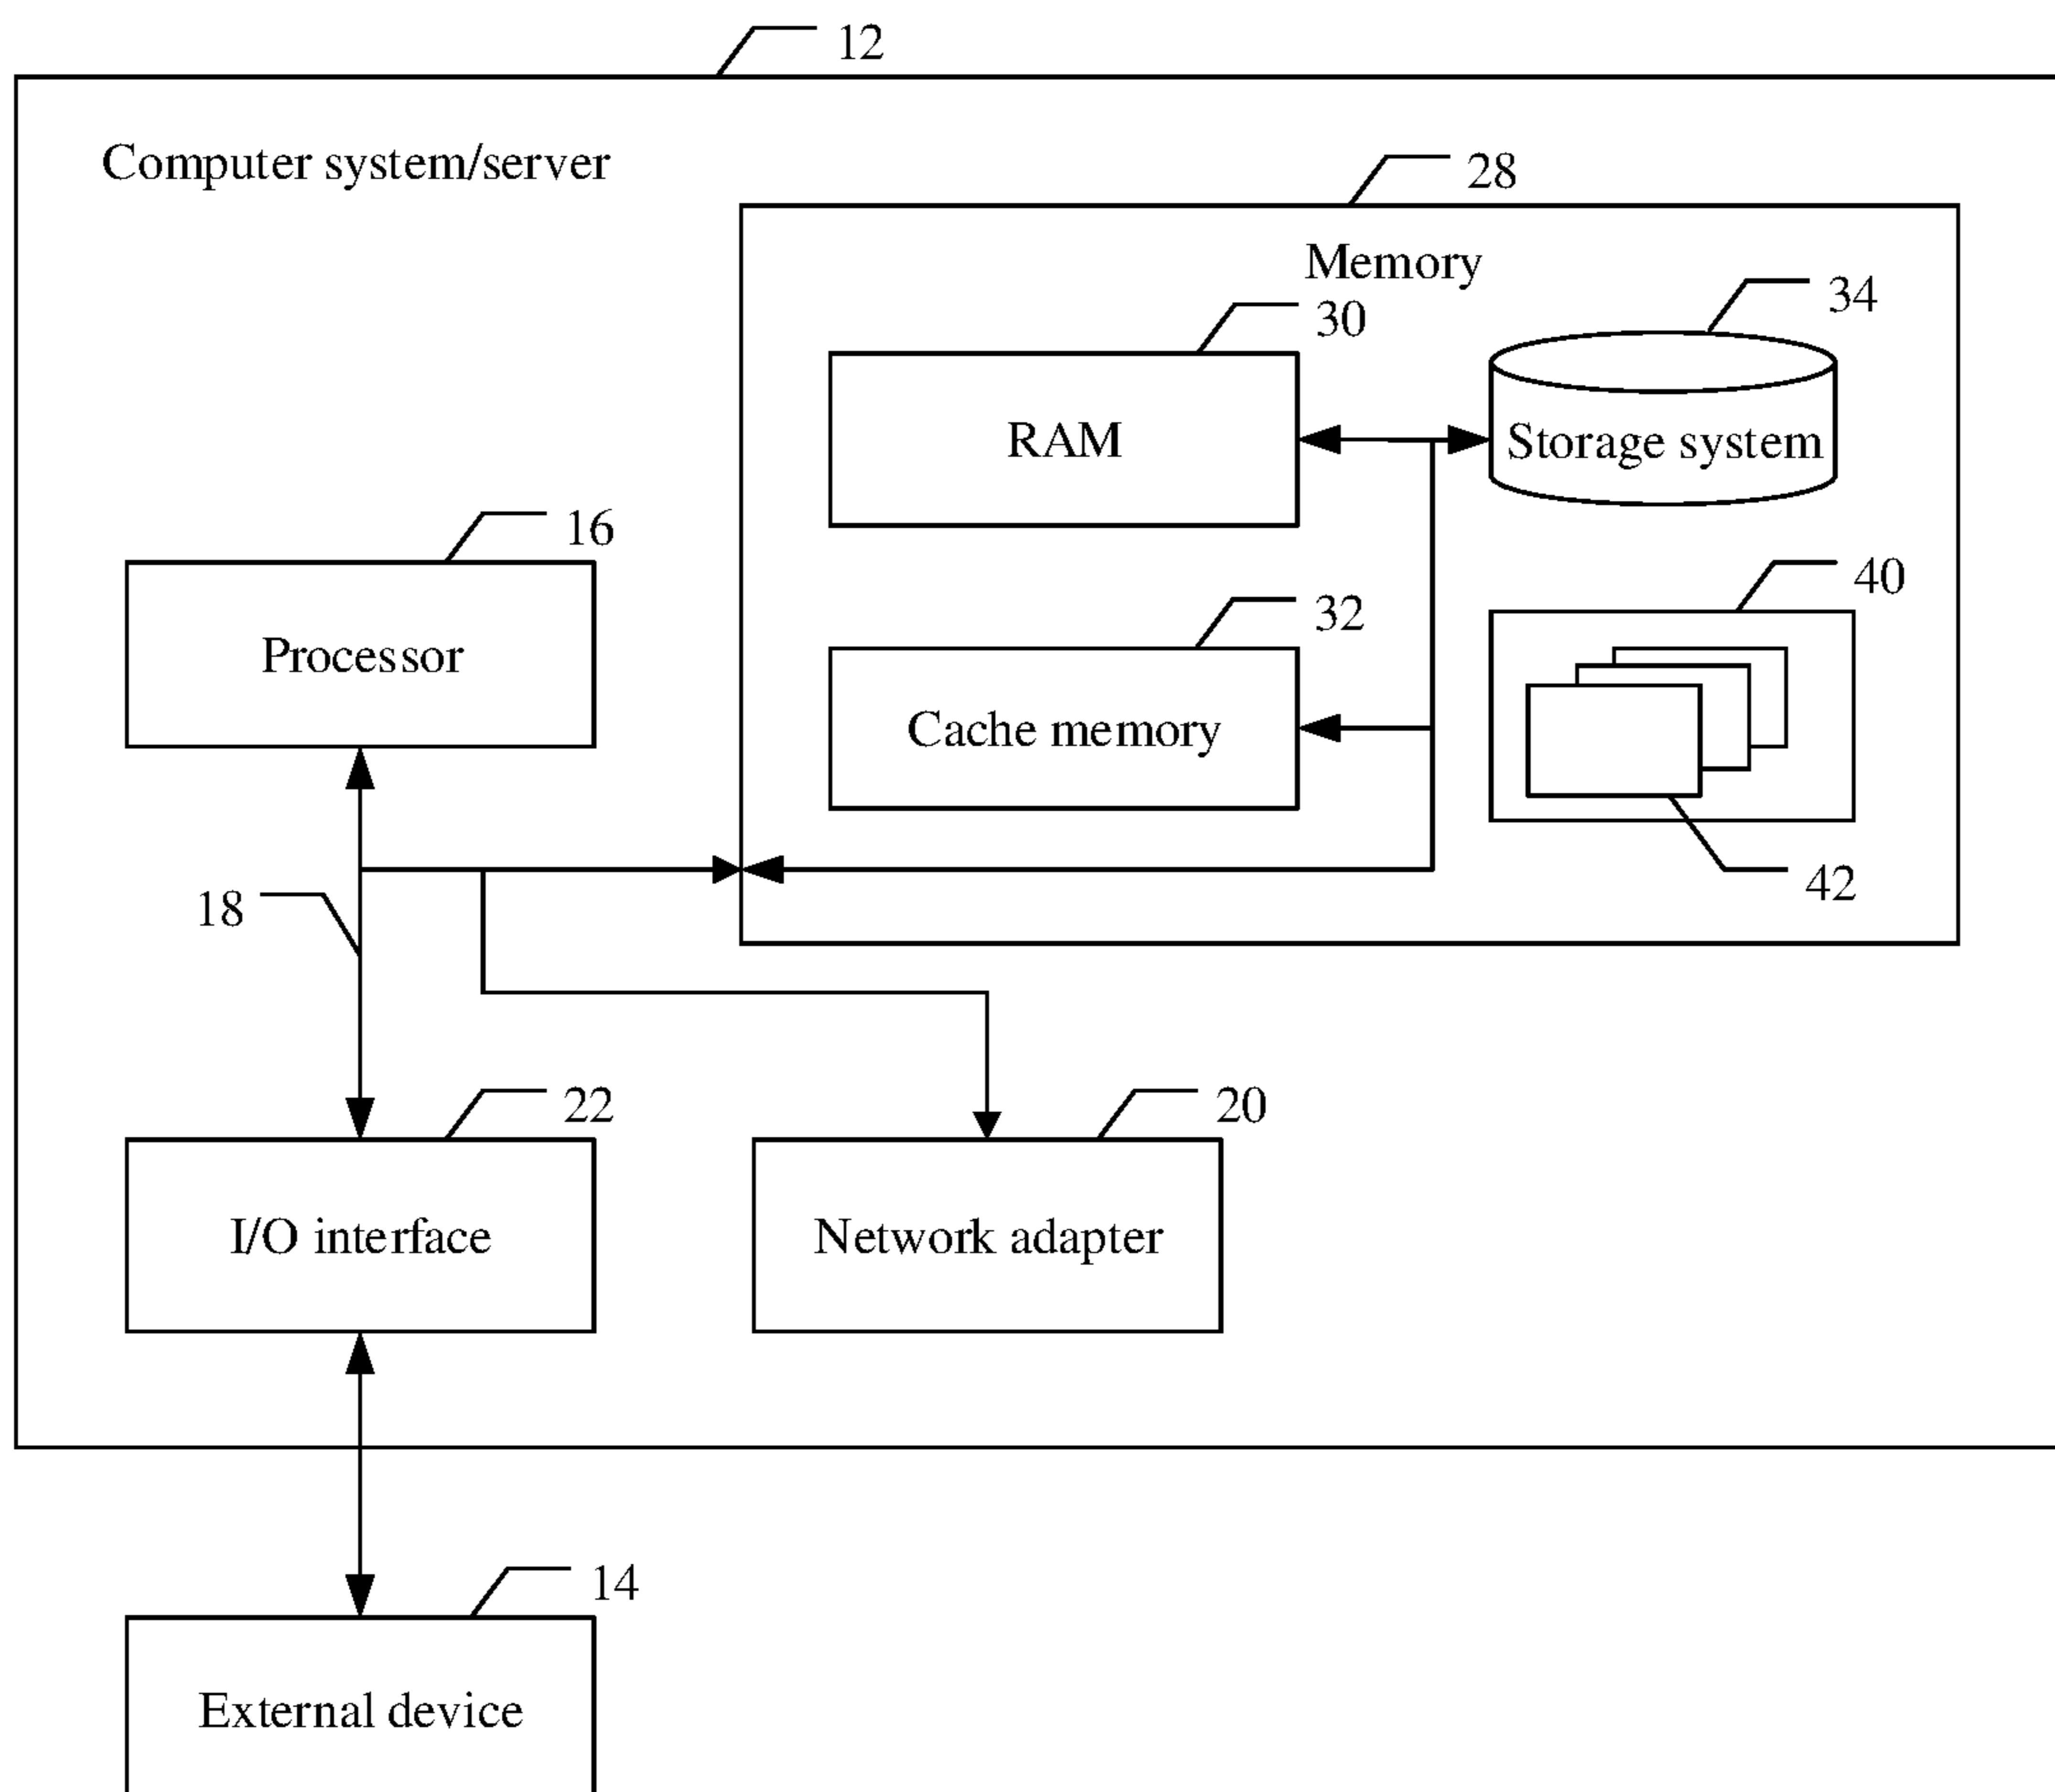 12
Computer system/server
28
Memory
34
30
RAM
Storage system
16
40
Processor
32
Cache memory
42
18
22
20
I/O interface
Network adapter
14
External device